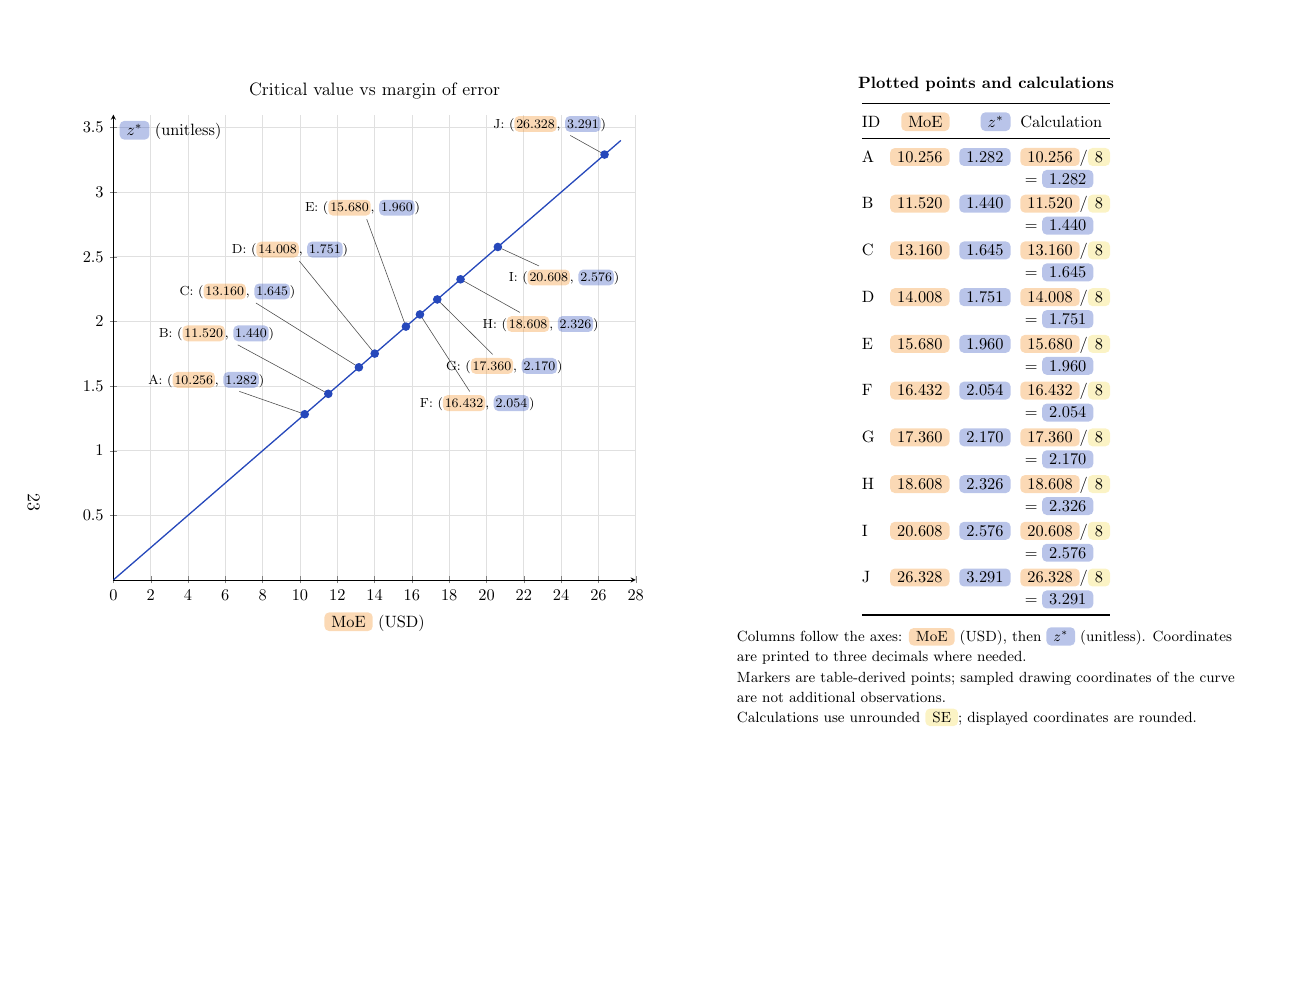 Critical value vs margin of error
z* (unitless)
3.5
3
2.5
2
1.5
1
0.5
J: (26.328, 3.291)
E: (15.680, 1.960)
D: (14.008, 1.751)
I: (20.608, 2.576)
C: (13.160, 1.645)
H: (18.608, 2.326)
B: (11.520, 1.440)
G: (17.360, 2.170)
A: (10.256, 1.282)
F: (16.432, 2.054)
0 2 4 6 8 10 12 14 16 18 20 22 24 26 28
MoE (USD)
23
Plotted points and calculations
ID MoE z* Calculation
A 10.256 1.282 10.256 / 8
= 1.282
B 11.520 1.440 11.520 / 8
= 1.440
C 13.160 1.645 13.160 / 8
= 1.645
D 14.008 1.751 14.008 / 8
= 1.751
E 15.680 1.960 15.680 / 8
= 1.960
F 16.432 2.054 16.432 / 8
= 2.054
G 17.360 2.170 17.360 / 8
= 2.170
H 18.608 2.326 18.608 / 8
= 2.326
I 20.608 2.576 20.608 / 8
= 2.576
J 26.328 3.291 26.328 / 8
= 3.291
Columns follow the axes: MoE (USD), then z* (unitless). Coordinates
are printed to three decimals where needed.
Markers are table-derived points; sampled drawing coordinates of the curve
are not additional observations.
Calculations use unrounded SE; displayed coordinates are rounded.